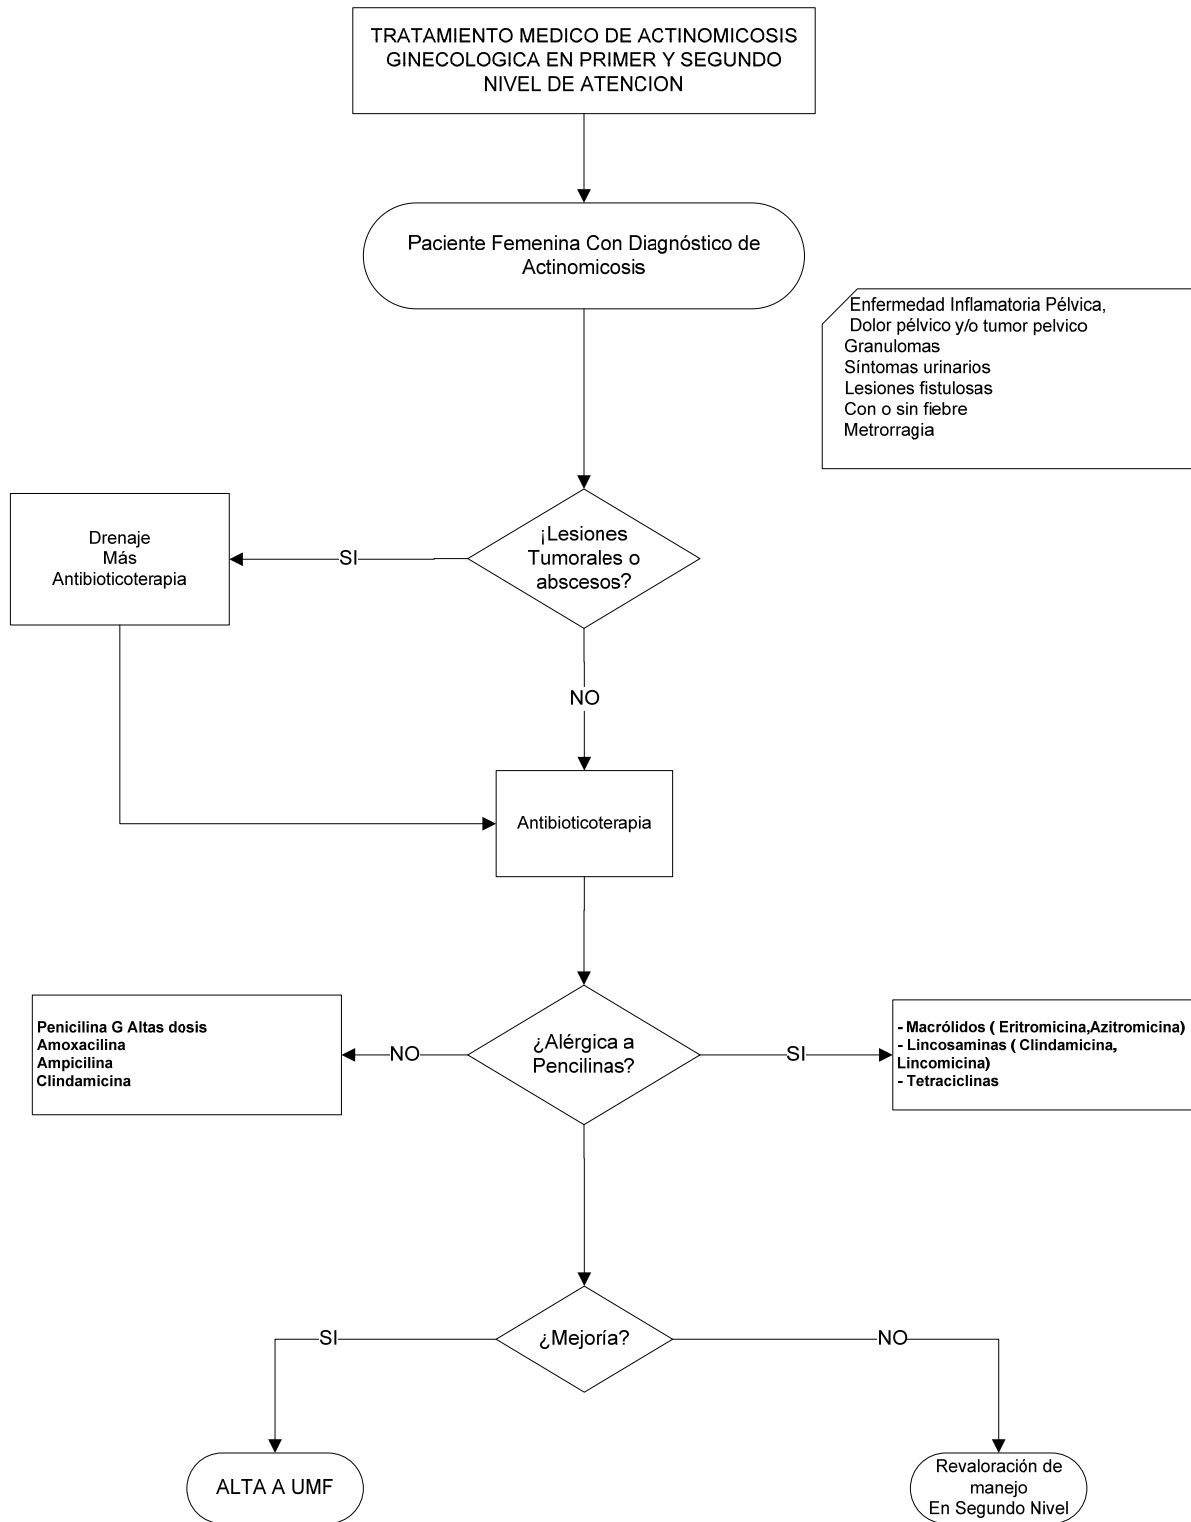 TRATAMIENTO MEDICO DE ACTINOMICOSIS
GINECOLOGICA EN PRIMER Y SEGUNDO
NIVEL DE ATENCION
Paciente Femenina Con Diagnóstico de
Actinomicosis
Enfermedad Inflamatoria Pélvica,
Dolor pélvico y/o tumor pelvico
Granulomas
Síntomas urinarios
Lesiones fistulosas
Con o sin fiebre
Metrorragia
¡Lesiones
Tumorales o
abscesos?
SI
Drenaje
Más
Antibioticoterapia
NO
Antibioticoterapia
¿Alérgica a
Pencilinas?
NO
Penicilina G Altas dosis
Amoxacilina
Ampicilina
Clindamicina
SI
- Macrólidos ( Eritromicina,Azitromicina)
- Lincosaminas ( Clindamicina,
Lincomicina)
- Tetraciclinas
¿Mejoría?
SI
NO
ALTA A UMF
Revaloración de
manejo
En Segundo Nivel